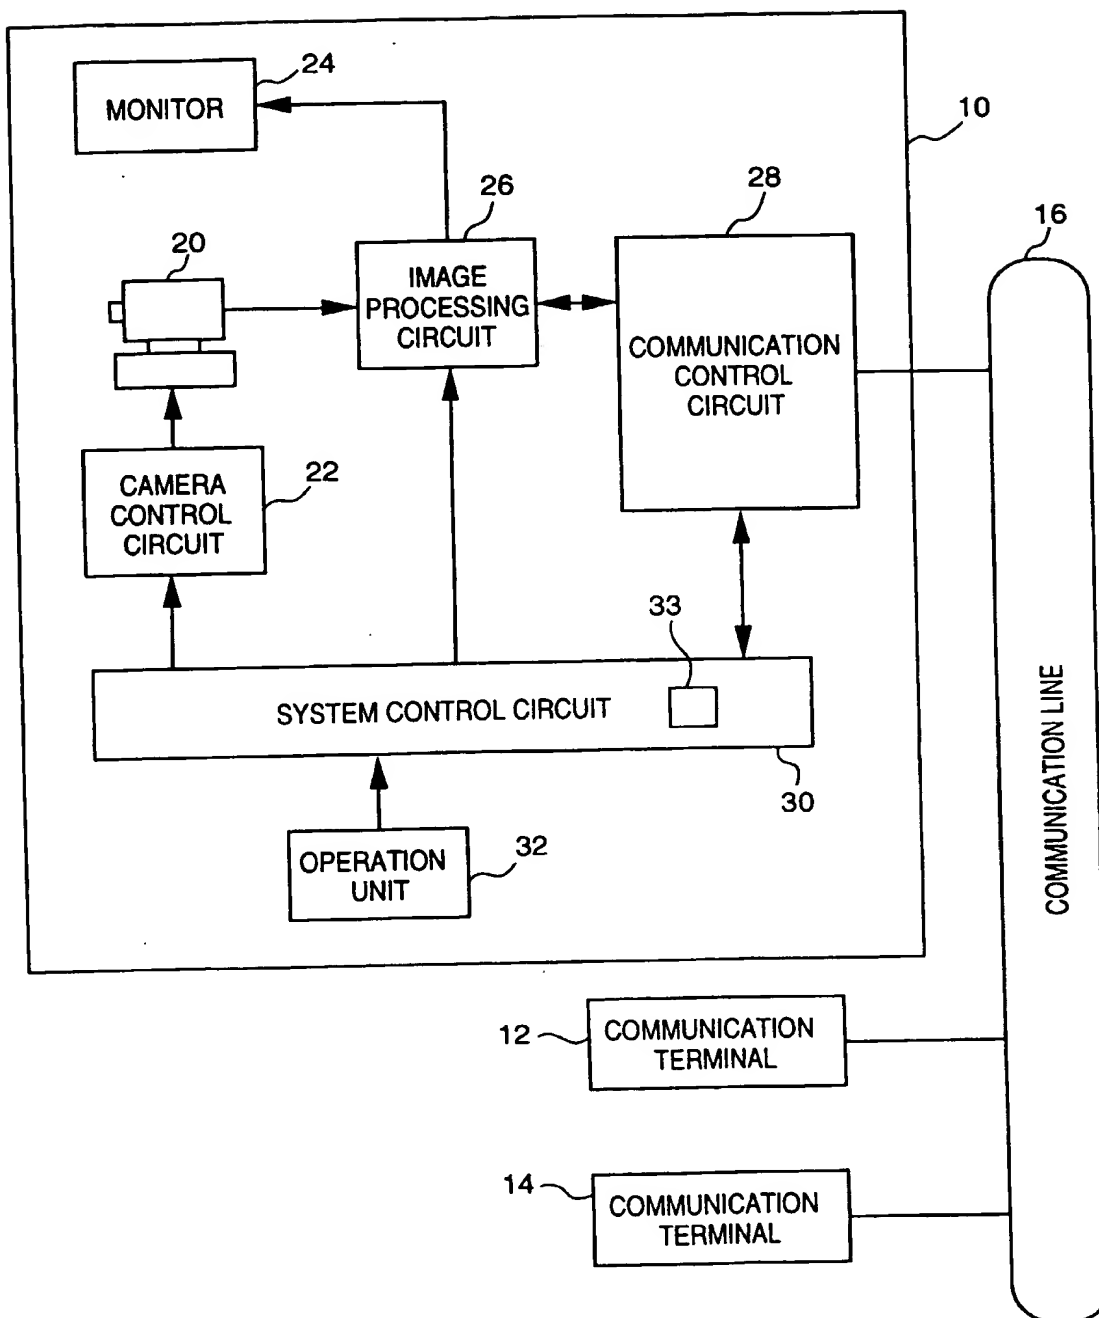 24
MONITOR
10
26
28
16
20
IMAGE
PROCESSING
CIRCUIT
COMMUNICATION
CONTROL
CIRCUIT
22
CAMERA
CONTROL
CIRCUIT
33
SYSTEM CONTROL CIRCUIT
30
COMMUNICATION LINE
32
OPERATION
UNIT
12
COMMUNICATION
TERMINAL
14
COMMUNICATION
TERMINAL